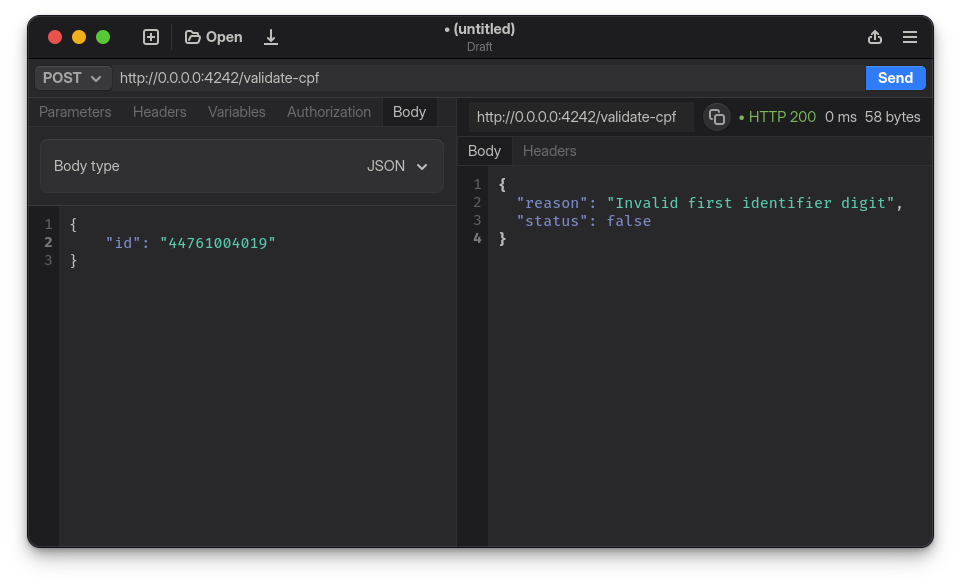 Open
• (untitled)
Draft
POST http://0.0.0.0:4242/validate-cpf Send
Parameters Headers Variables Authorization Body
Body type JSON
1 {
2 "id": "44761004019"
3 }
http://0.0.0.0:4242/validate-cpf • HTTP 200 0 ms 58 bytes
Body Headers
1 {
2 "reason": "Invalid first identifier digit",
3 "status": false
4 }